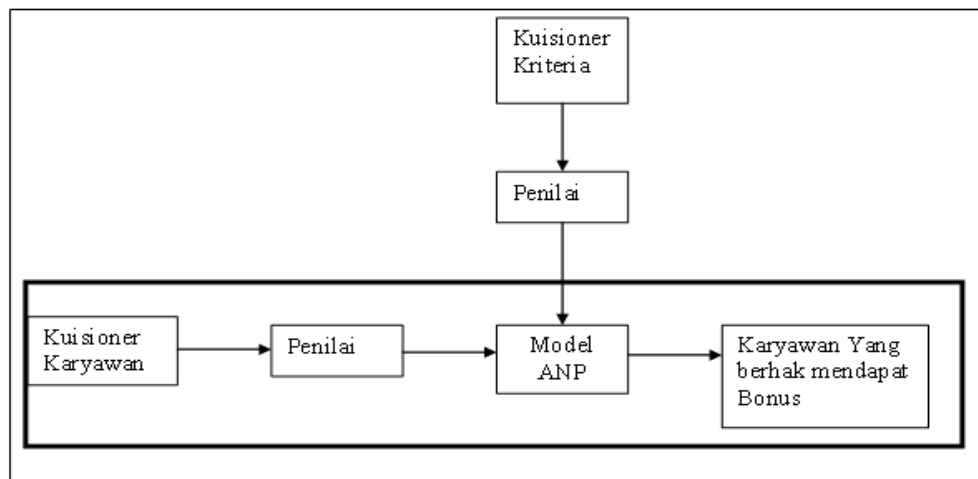 Kuisioner
Kriteria
Penilai
Kuisioner
Karyawan
Penilai
Model
ANP
Karyawan Yang
berhak mendapat
Bonus